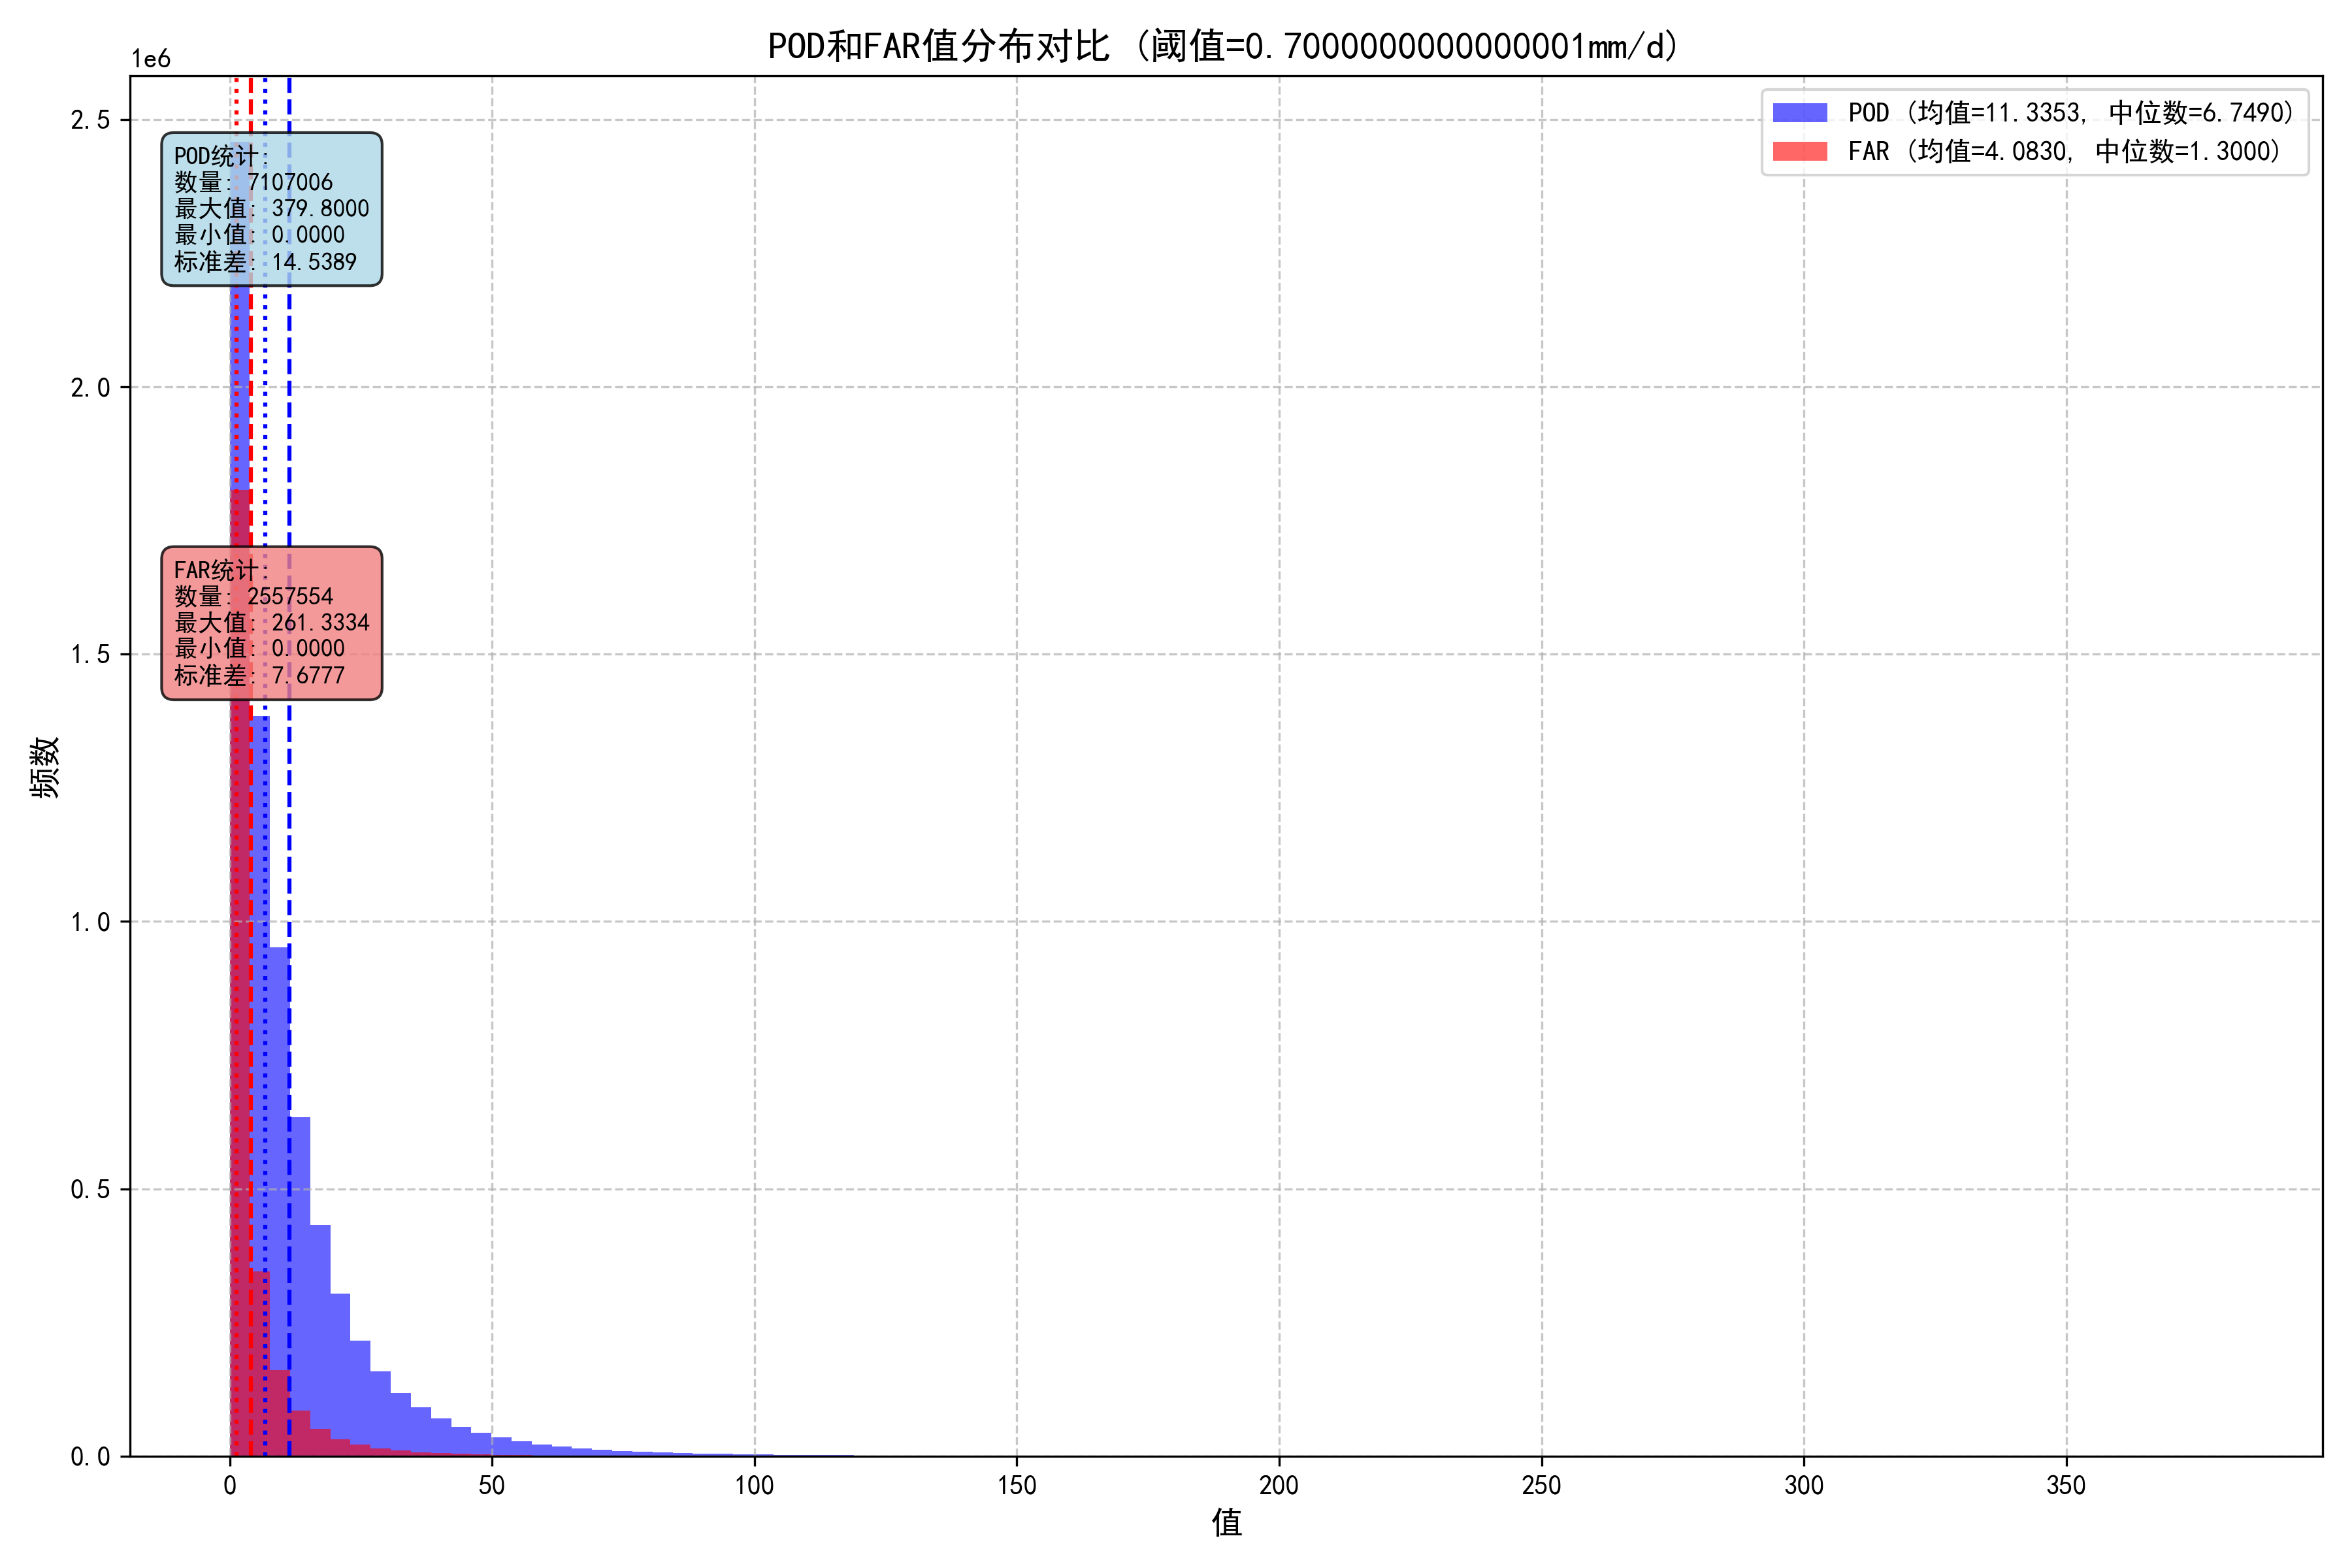 POD和FAR值分布对比 (阈值=0.7000000000000001mm/d)
1e6
POD (均值=11.3353, 中位数=6.7490)
FAR (均值=4.0830, 中位数=1.3000)
POD统计:
数量: 7107006
最大值: 379.8000
最小值: 0.0000
标准差: 14.5389
FAR统计:
数量: 2557554
最大值: 261.3334
最小值: 0.0000
标准差: 7.6777
2.5
2.0
1.5
1.0
0.5
0.0
频数
0
50
100
150
200
250
300
350
值